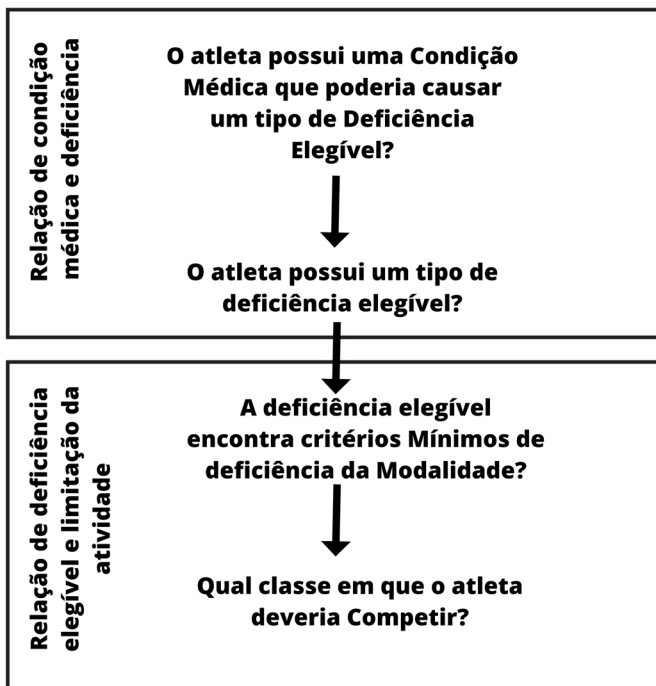 Relação de condição
médica e deficiência
O atleta possui uma Condição
Médica que poderia causar
um tipo de Deficiência
Elegível?
O atleta possui um tipo de
deficiência elegível?
Relação de deficiência
elegível e limitação da
atividade
A deficiência elegível
encontra critérios Mínimos de
deficiência da Modalidade?
Qual classe em que o atleta
deveria Competir?